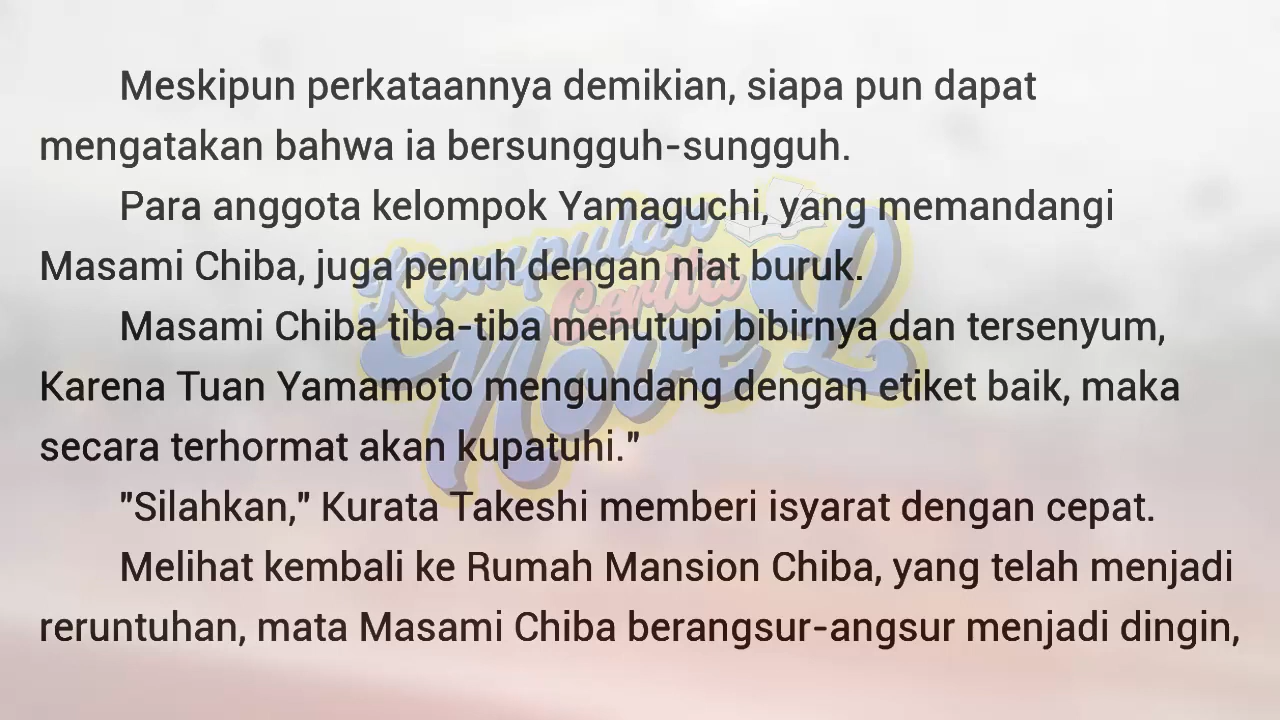 Meskipun perkataannya demikian, siapa pun dapat
mengatakan bahwa ia bersungguh-sungguh.
Para anggota kelompok Yamaguchi, yang memandangi
Masami Chiba, juga penuh dengan niat buruk.
Masami Chiba tiba-tiba menutupi bibirnya dan tersenyum,
Karena Tuan Yamamoto mengundang dengan etiket baik, maka
secara terhormat akan kupatuhi."
"Silahkan," Kurata Takeshi memberi isyarat dengan cepat.
Melihat kembali ke Rumah Mansion Chiba, yang telah menjadi
reruntuhan, mata Masami Chiba berangsur-angsur menjadi dingin,
Kumpulan
Cerita
Novel